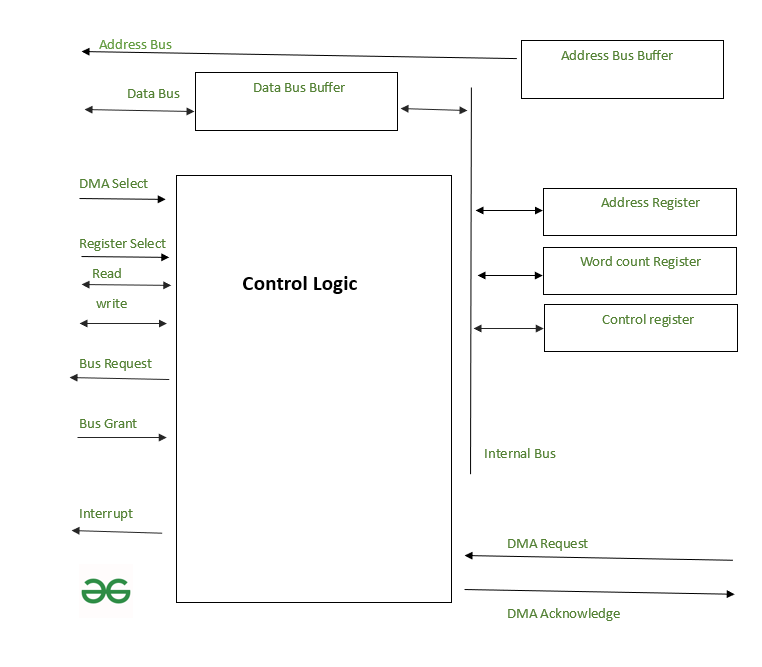 Address Bus
Address Bus Buffer
Data Bus
Data Bus Buffer
DMA Select
Address Register
Register Select
Word count Register
Read
Control Logic
write
Control register
Bus Request
Bus Grant
Internal Bus
Interrupt
DMA Request
DMA Acknowledge